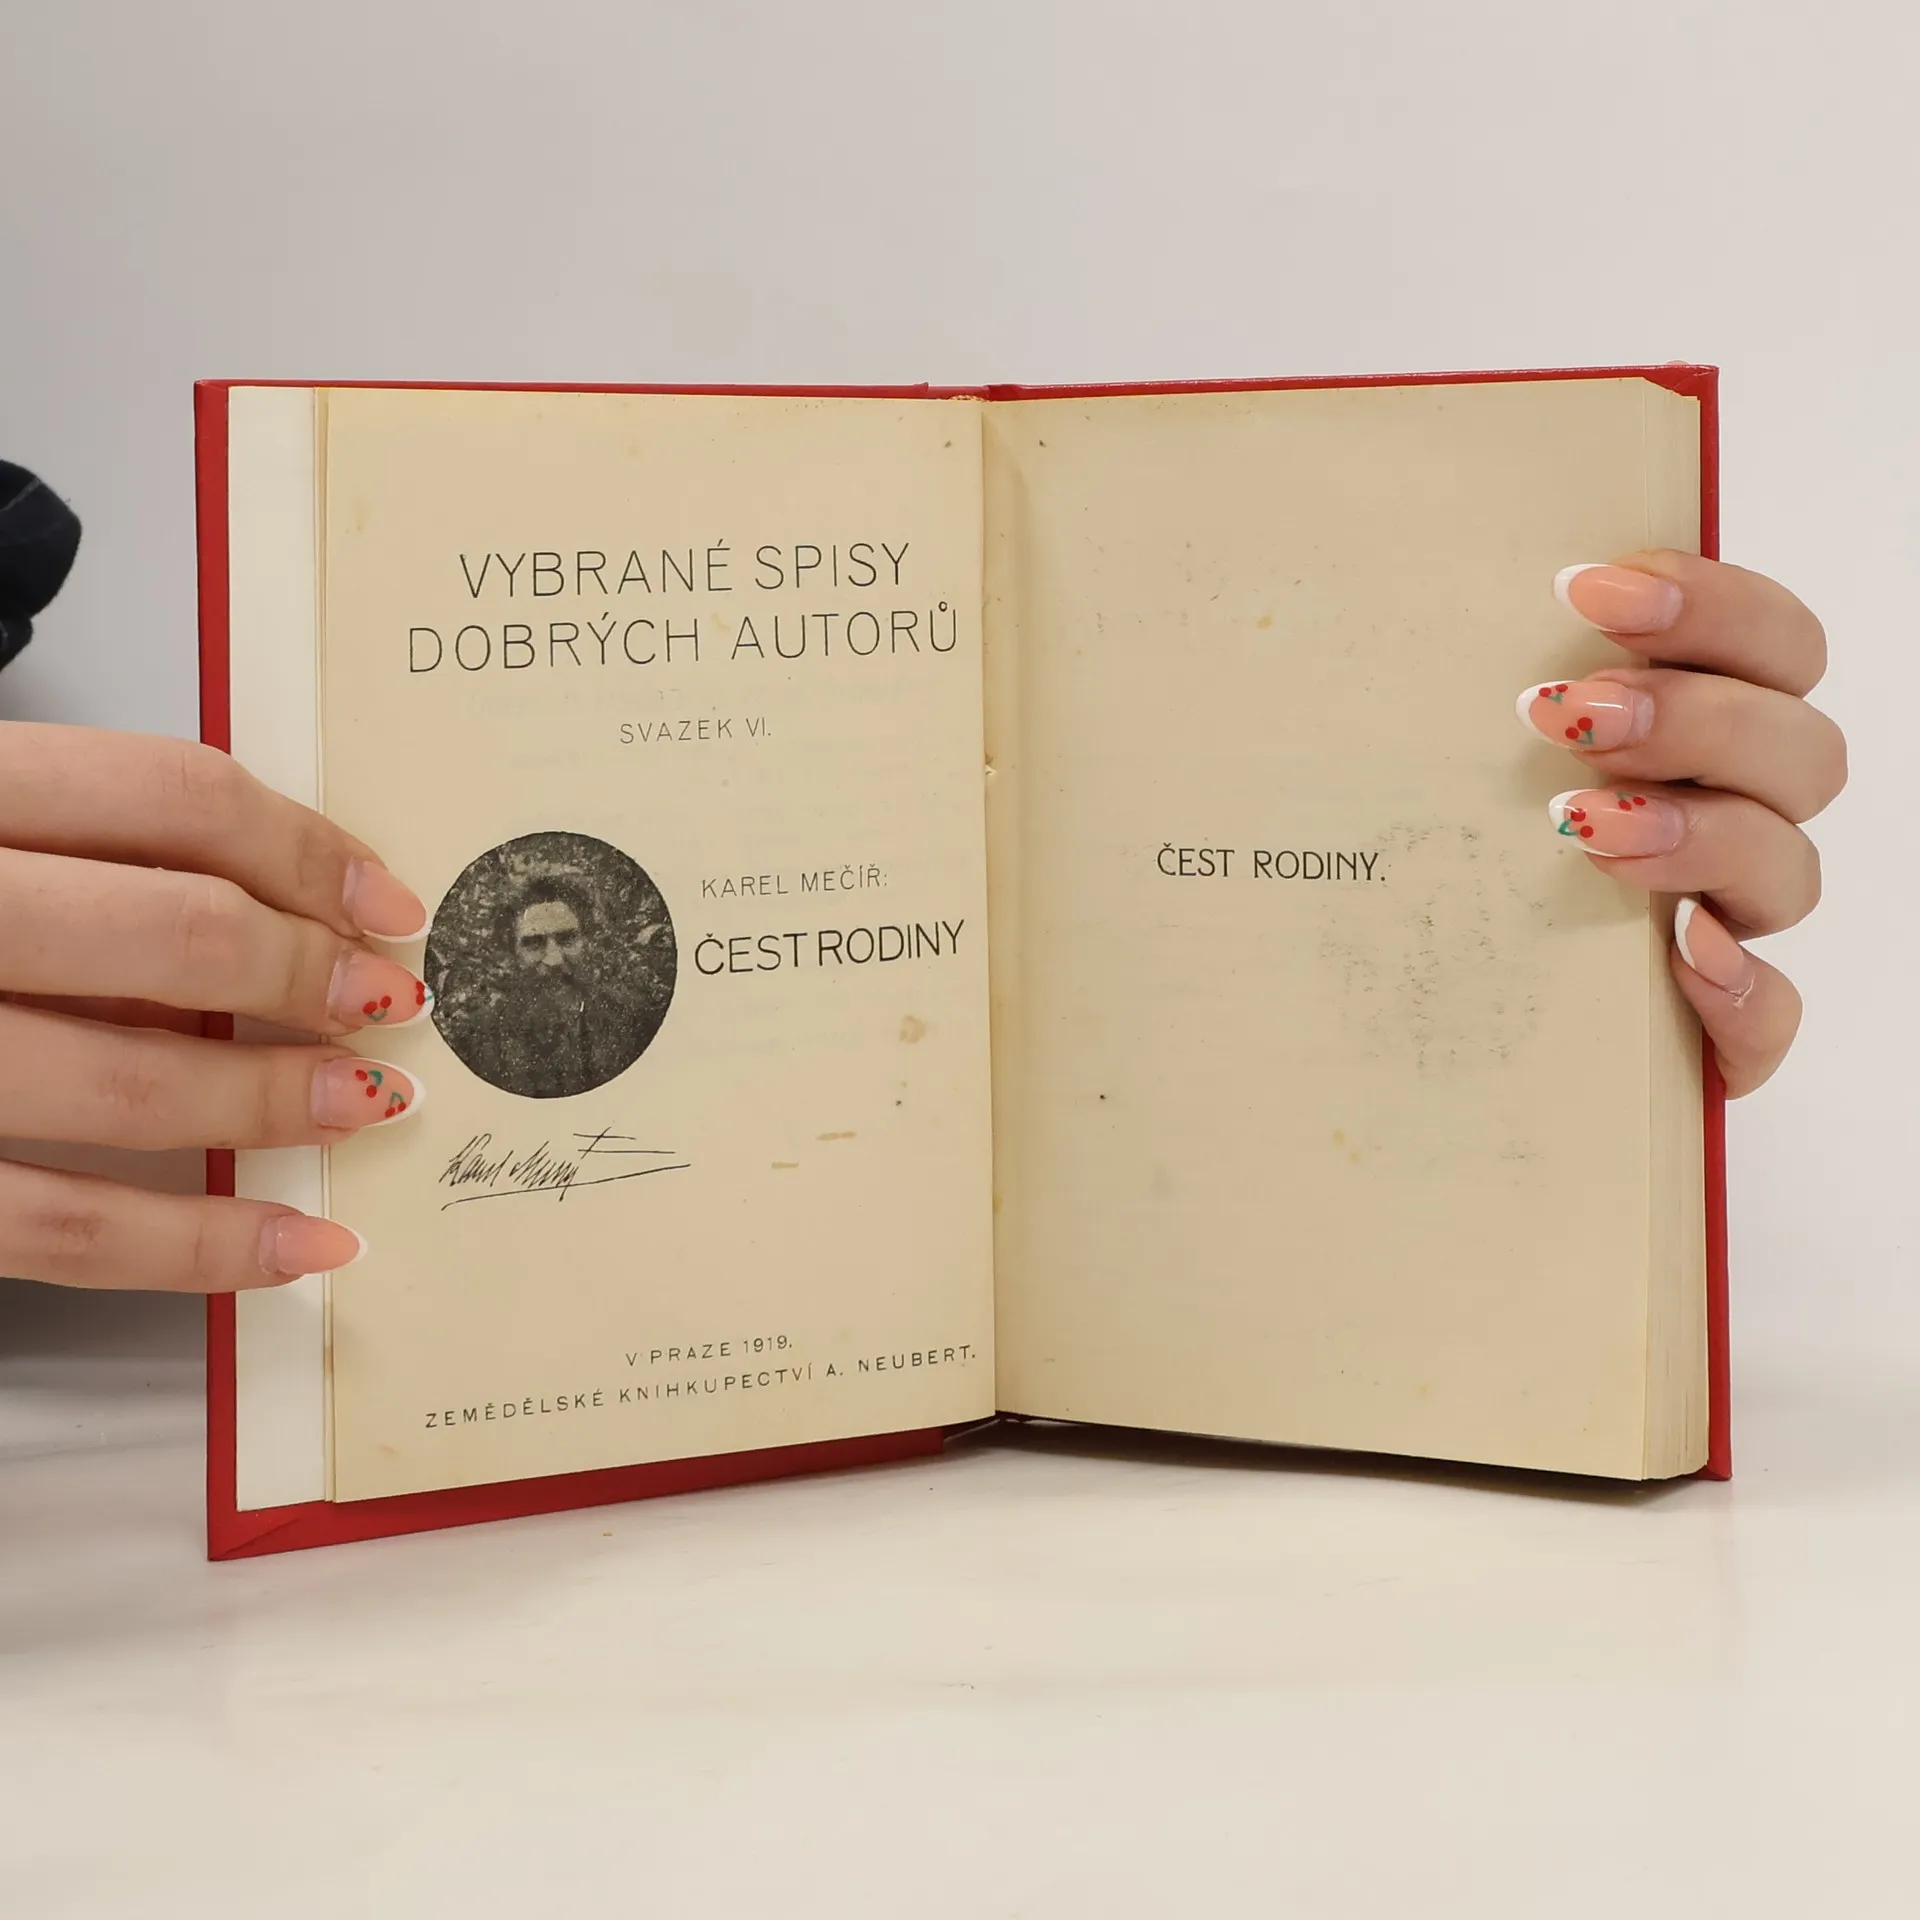 VYBRANÉ SPISY
DOBRÝCH AUTORŮ
SVAZEK VI.
KAREL MEČÍŘ:
ČEST RODINY
V PRAZE 1919.
ZEMĚDĚLSKÉ KNIHKUPECTVÍ A. NEUBERT.
ČEST RODINY.